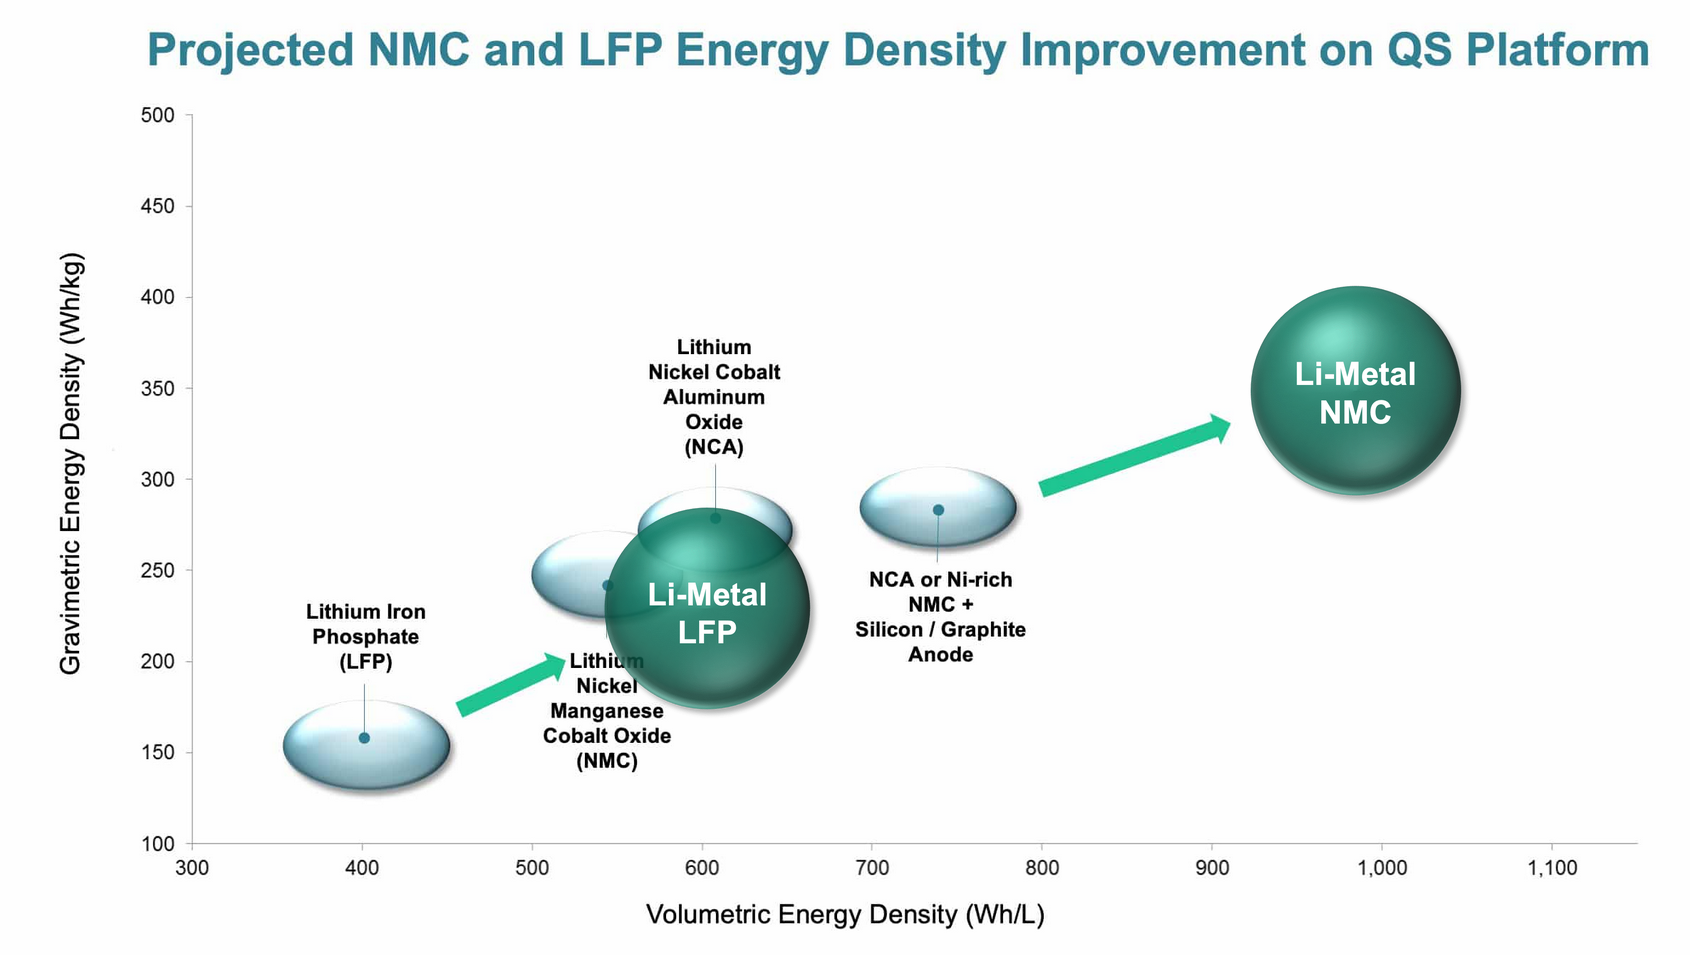 Projected NMC and LFP Energy Density Improvement on QS Platform
Gravimetric Energy Density (Wh/kg)
500
450
400
350
300
250
200
150
100
Lithium
Nickel Cobalt
Aluminum
Oxide
(NCA)
Li-Metal
NMC
Lithium Iron
Phosphate
(LFP)
Li-Metal
LFP
NCA or Ni-rich
NMC +
Silicon / Graphite
Anode
Lithium
Nickel
Manganese
Cobalt Oxide
(NMC)
300
400
500
600
700
800
900
1,000
1,100
Volumetric Energy Density (Wh/L)